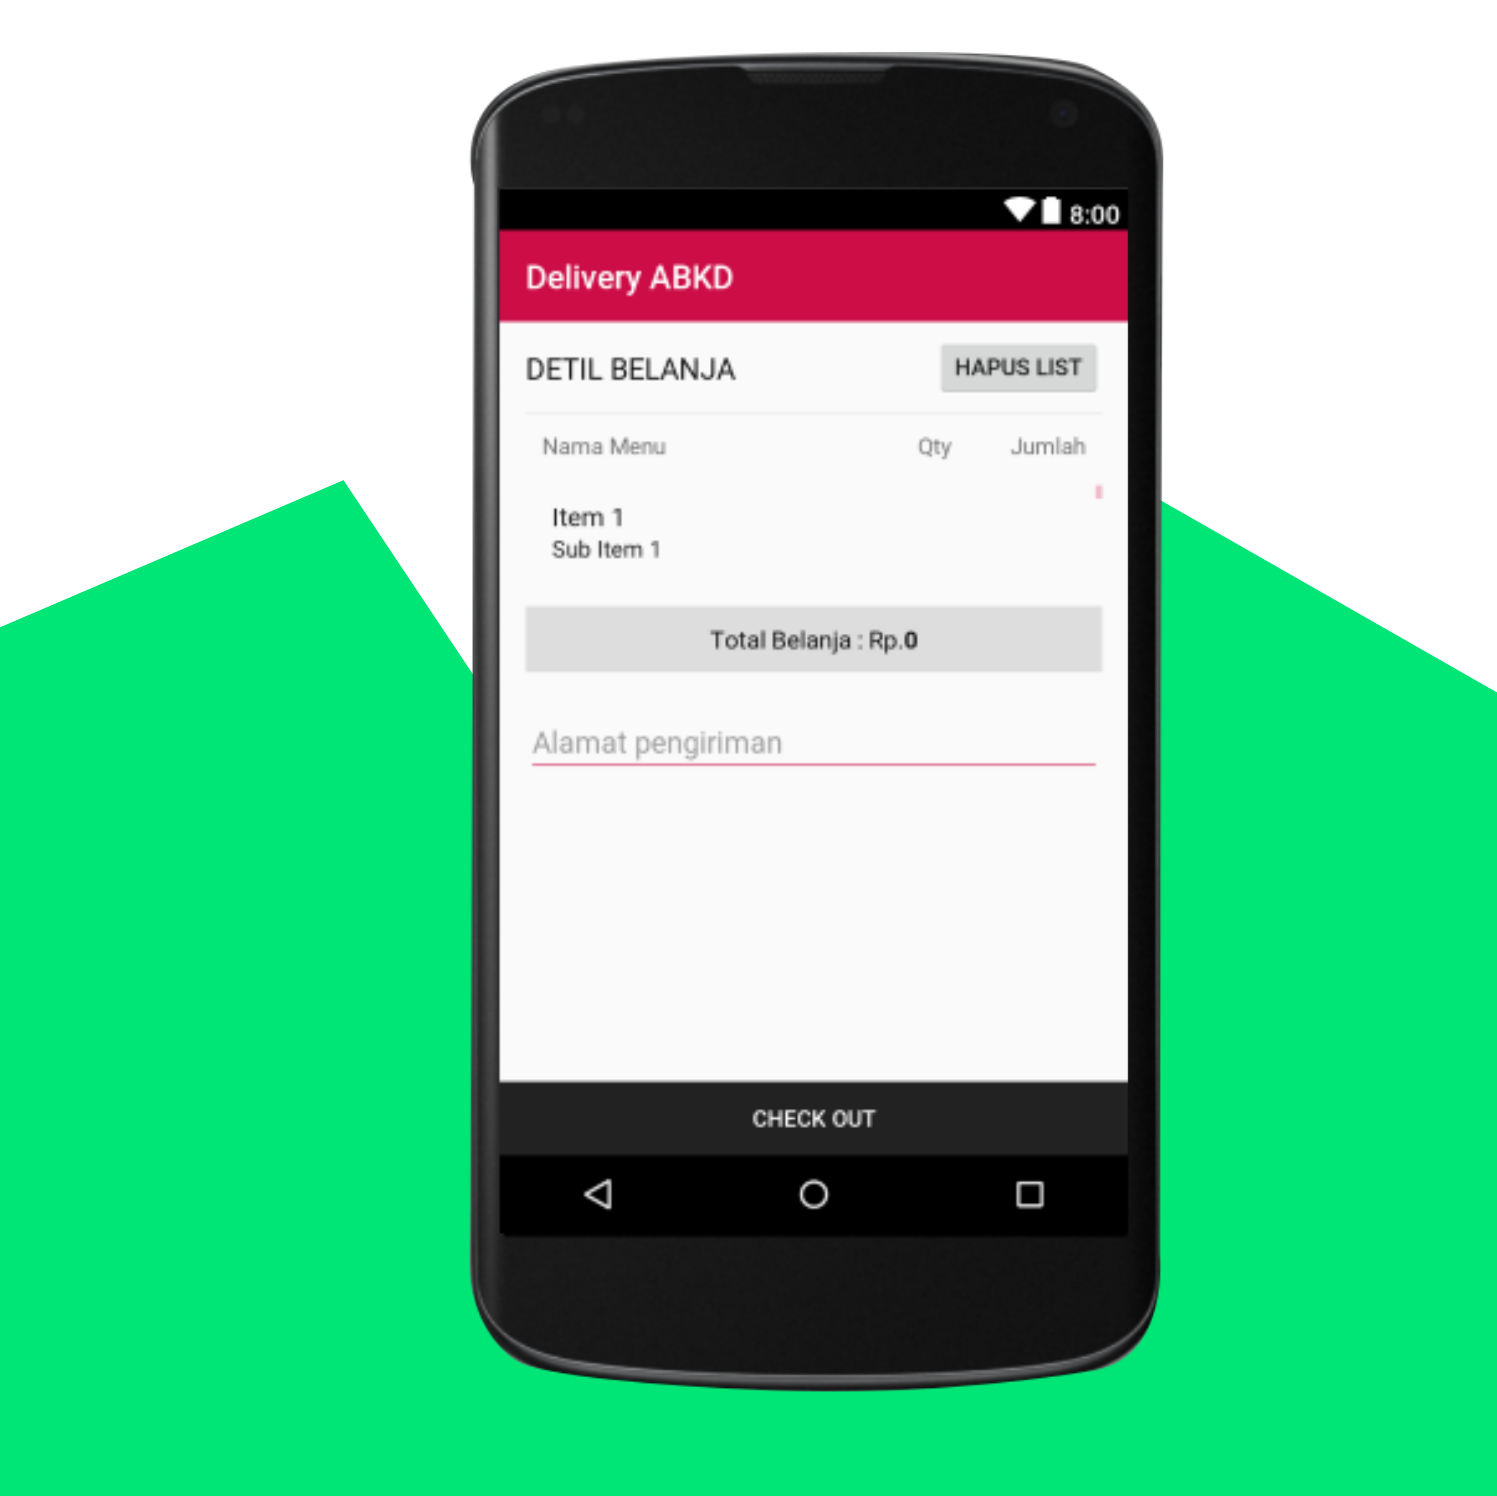 8:00
Delivery ABKD
DETIL BELANJA
HAPUS LIST
Nama Menu Qty Jumlah
Item 1
Sub Item 1
Total Belanja : Rp.0
Alamat pengiriman
CHECK OUT